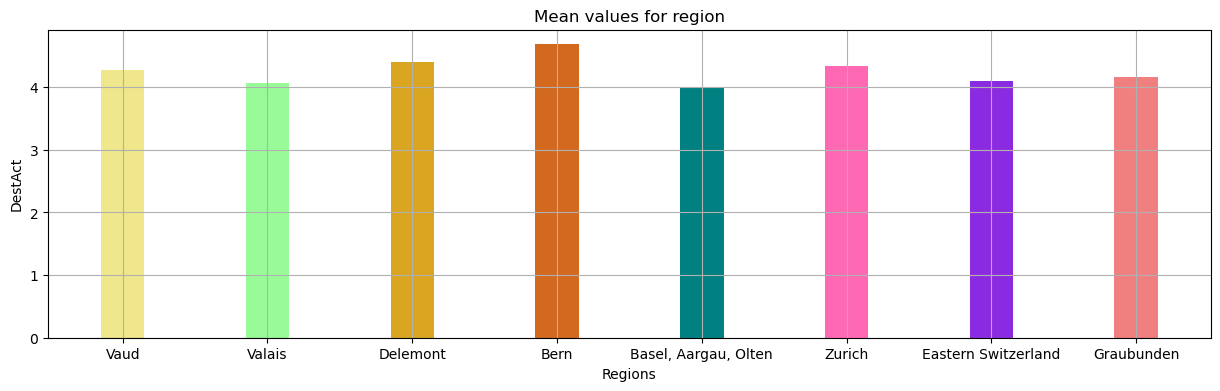 Mean values for region
DestAct
4
3
2
1
0
Vaud Valais Delemont Bern Basel, Aargau, Olten Zurich Eastern Switzerland Graubunden
Regions